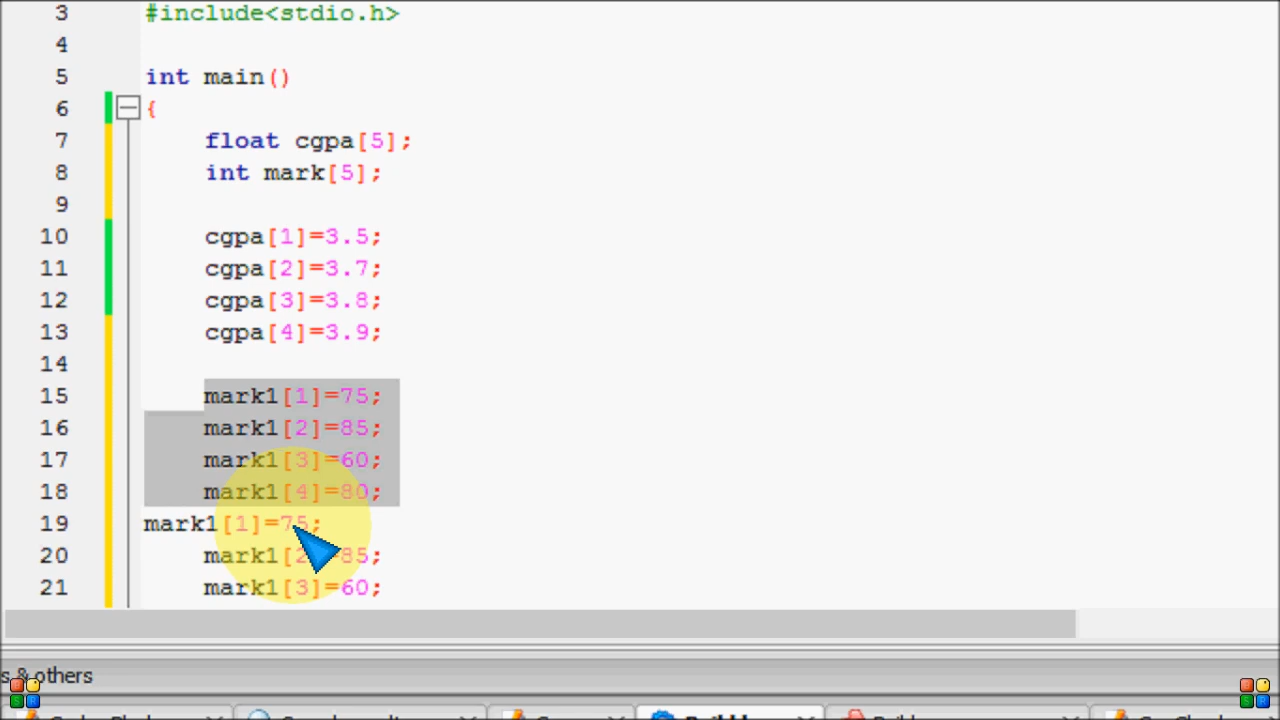 3 #include<stdio.h>
4
5 int main()
6 {
7 float cgpa[5];
8 int mark[5];
9
10 cgpa[1]=3.5;
11 cgpa[2]=3.7;
12 cgpa[3]=3.8;
13 cgpa[4]=3.9;
14
15 mark1[1]=75;
16 mark1[2]=85;
17 mark1[3]=60;
18 mark1[4]=80;
19 mark1[1]=75;
20 mark1[2]=85;
21 mark1[3]=60;
s & others